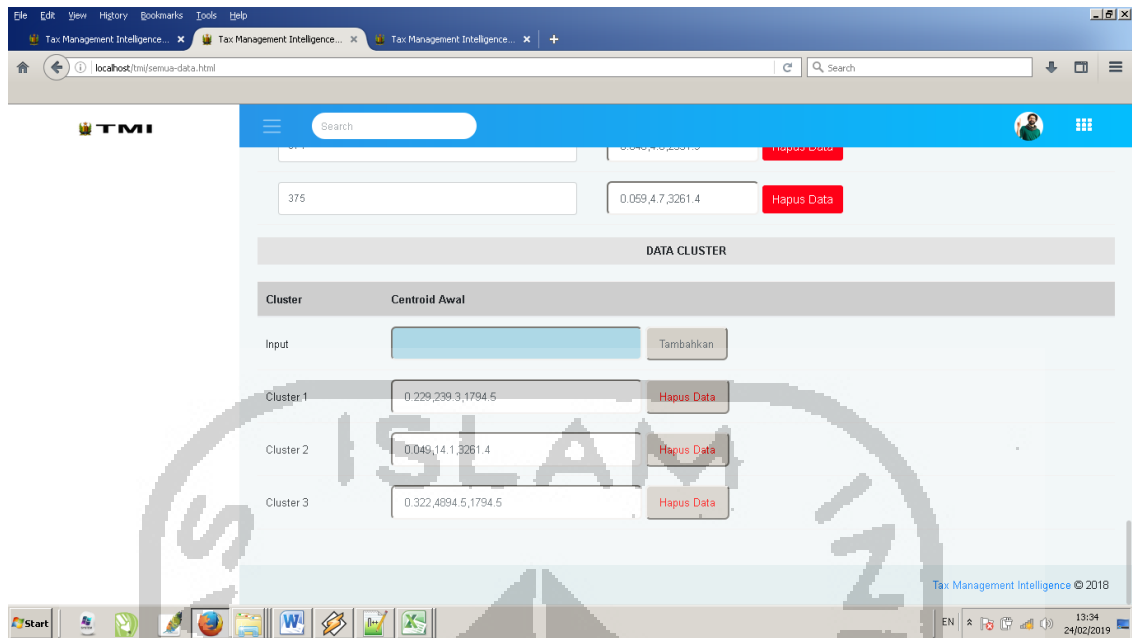 File Edit View History Bookmarks Tools Help
Tax Management Intelligence... Tax Management Intelligence... Tax Management Intelligence...
localhost/tmi/semua-data.html Search
TMI Search
Hapus Data
375 0.059,4.7,3261.4 Hapus Data
DATA CLUSTER
Cluster Centroid Awal
Input Tambahkan
Cluster 1 0.229,239.3,1794.5 Hapus Data
Cluster 2 0.049,14.1,3261.4 Hapus Data
Cluster 3 0.322,4894.5,1794.5 Hapus Data
ISLAM
Tax Management Intelligence © 2018
Start EN 13:34
24/02/2019